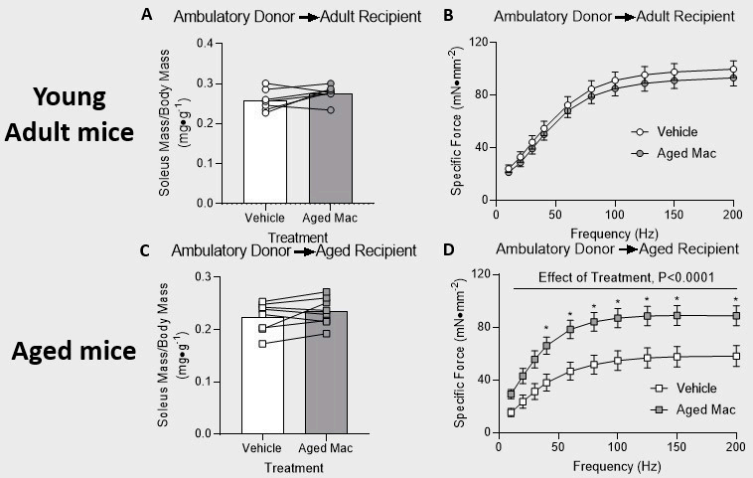 Young
Adult mice
A
Ambulatory Donor → Adult Recipient
Soleus Mass/Body Mass
(mg•g⁻¹)
0.4
0.3
0.2
0.1
0.0
Vehicle
Aged Mac
Treatment
B
Ambulatory Donor → Adult Recipient
Specific Force (mN•mm⁻²)
120
80
40
0
Vehicle
Aged Mac
0
50
100
150
200
Frequency (Hz)
Aged mice
C
Ambulatory Donor → Aged Recipient
Soleus Mass/Body Mass
(mg•g⁻¹)
0.3
0.2
0.1
0.0
Vehicle
Aged Mac
Treatment
D
Ambulatory Donor → Aged Recipient
Effect of Treatment, P<0.0001
Specific Force (mN•mm⁻²)
120
80
40
0
* * * * * * *
Vehicle
Aged Mac
0
50
100
150
200
Frequency (Hz)